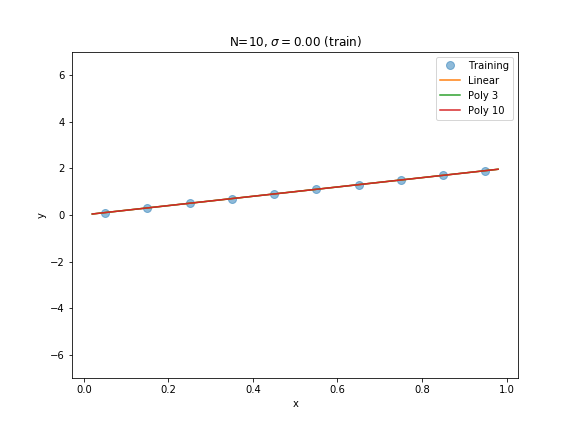 N=10, σ = 0.00 (train)
Training
Linear
Poly 3
Poly 10
6
4
2
0
−2
−4
−6
y
0.0 0.2 0.4 0.6 0.8 1.0
x